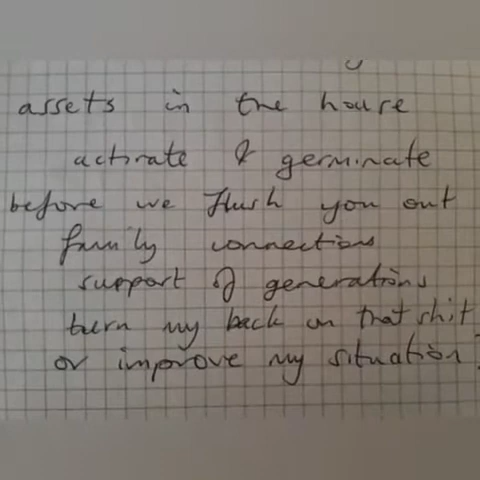 assets in the house
activate & germinate
before we flush you out
family connections
support of generations
turn my back on that shit
or improve my situation?